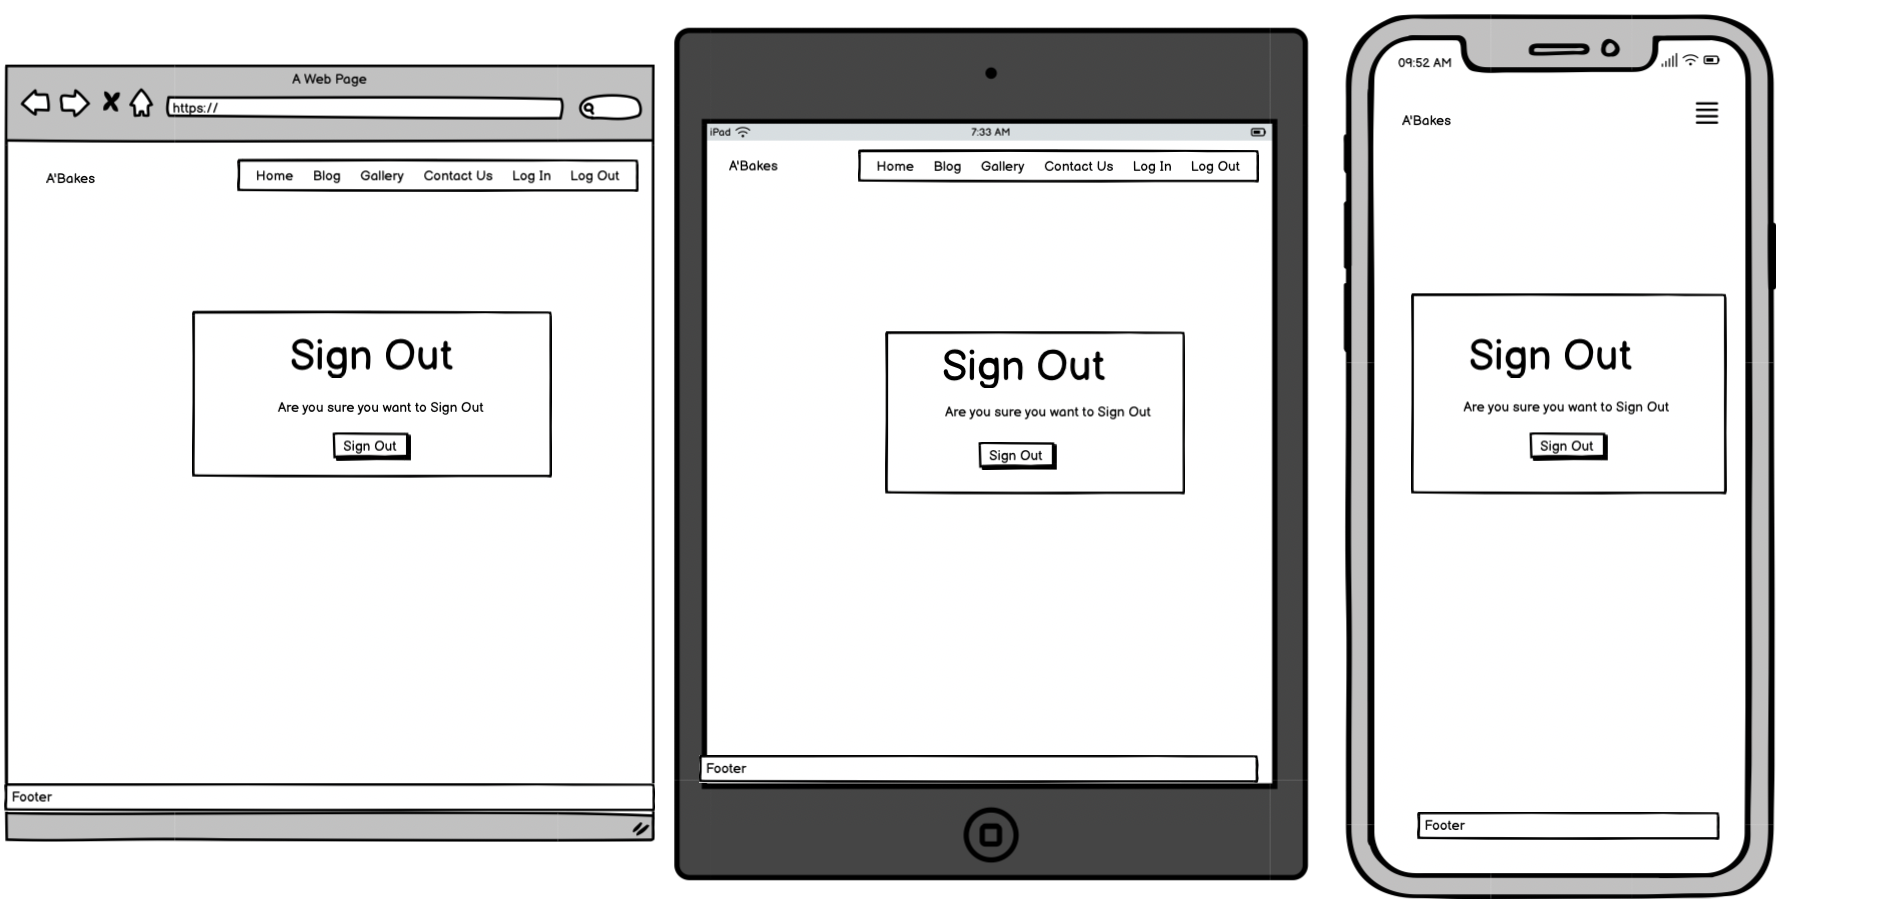 A Web Page
https://
A'Bakes
Home Blog Gallery Contact Us Log In Log Out
Sign Out
Are you sure you want to Sign Out
Sign Out
Footer
iPad 7:33 AM
A'Bakes
Home Blog Gallery Contact Us Log In Log Out
Sign Out
Are you sure you want to Sign Out
Sign Out
Footer
09:52 AM
A'Bakes
Sign Out
Are you sure you want to Sign Out
Sign Out
Footer